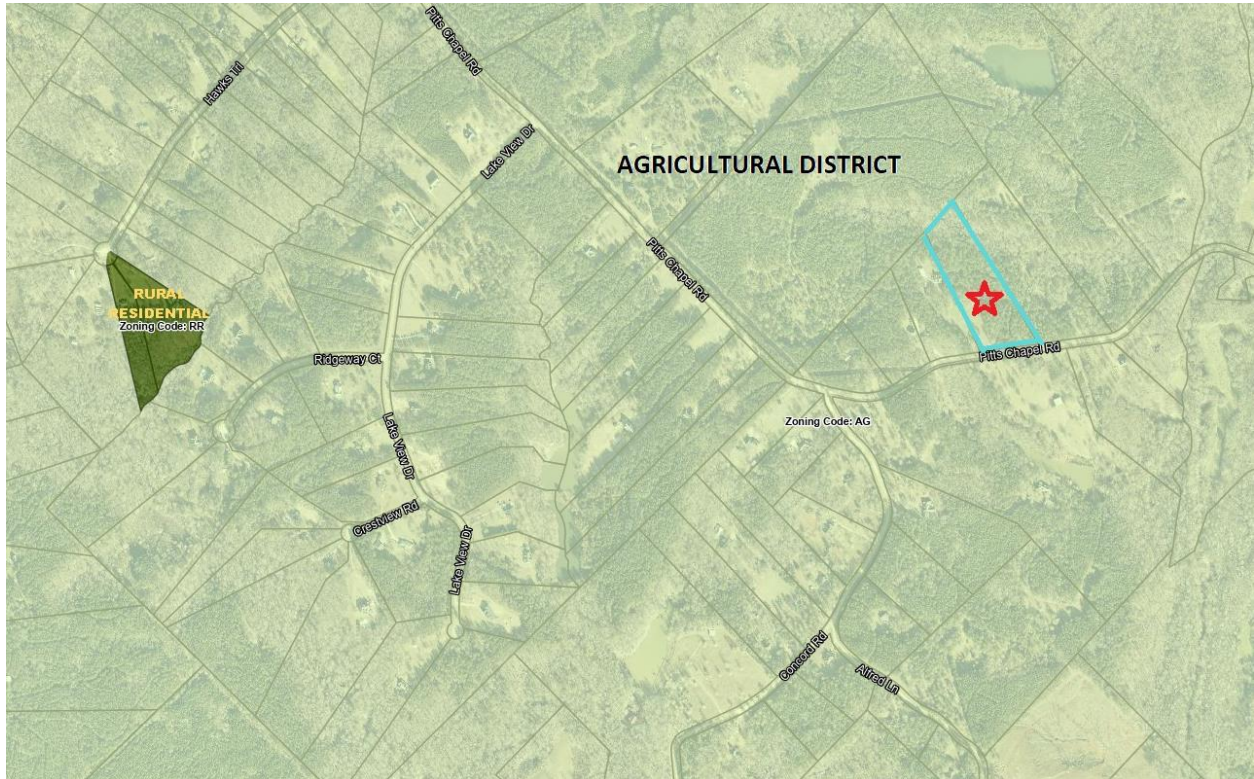 Pitts Chapel Rd
Hawks Trl
Lake View Dr
AGRICULTURAL DISTRICT
Pitts Chapel Rd
RURAL
RESIDENTIAL
Zoning Code: RR
Ridgeway Ct
Pitts Chapel Rd
Zoning Code: AG
Lake View Dr
Crestview Rd
Lake View Dr
Concord Rd
Alfred Ln